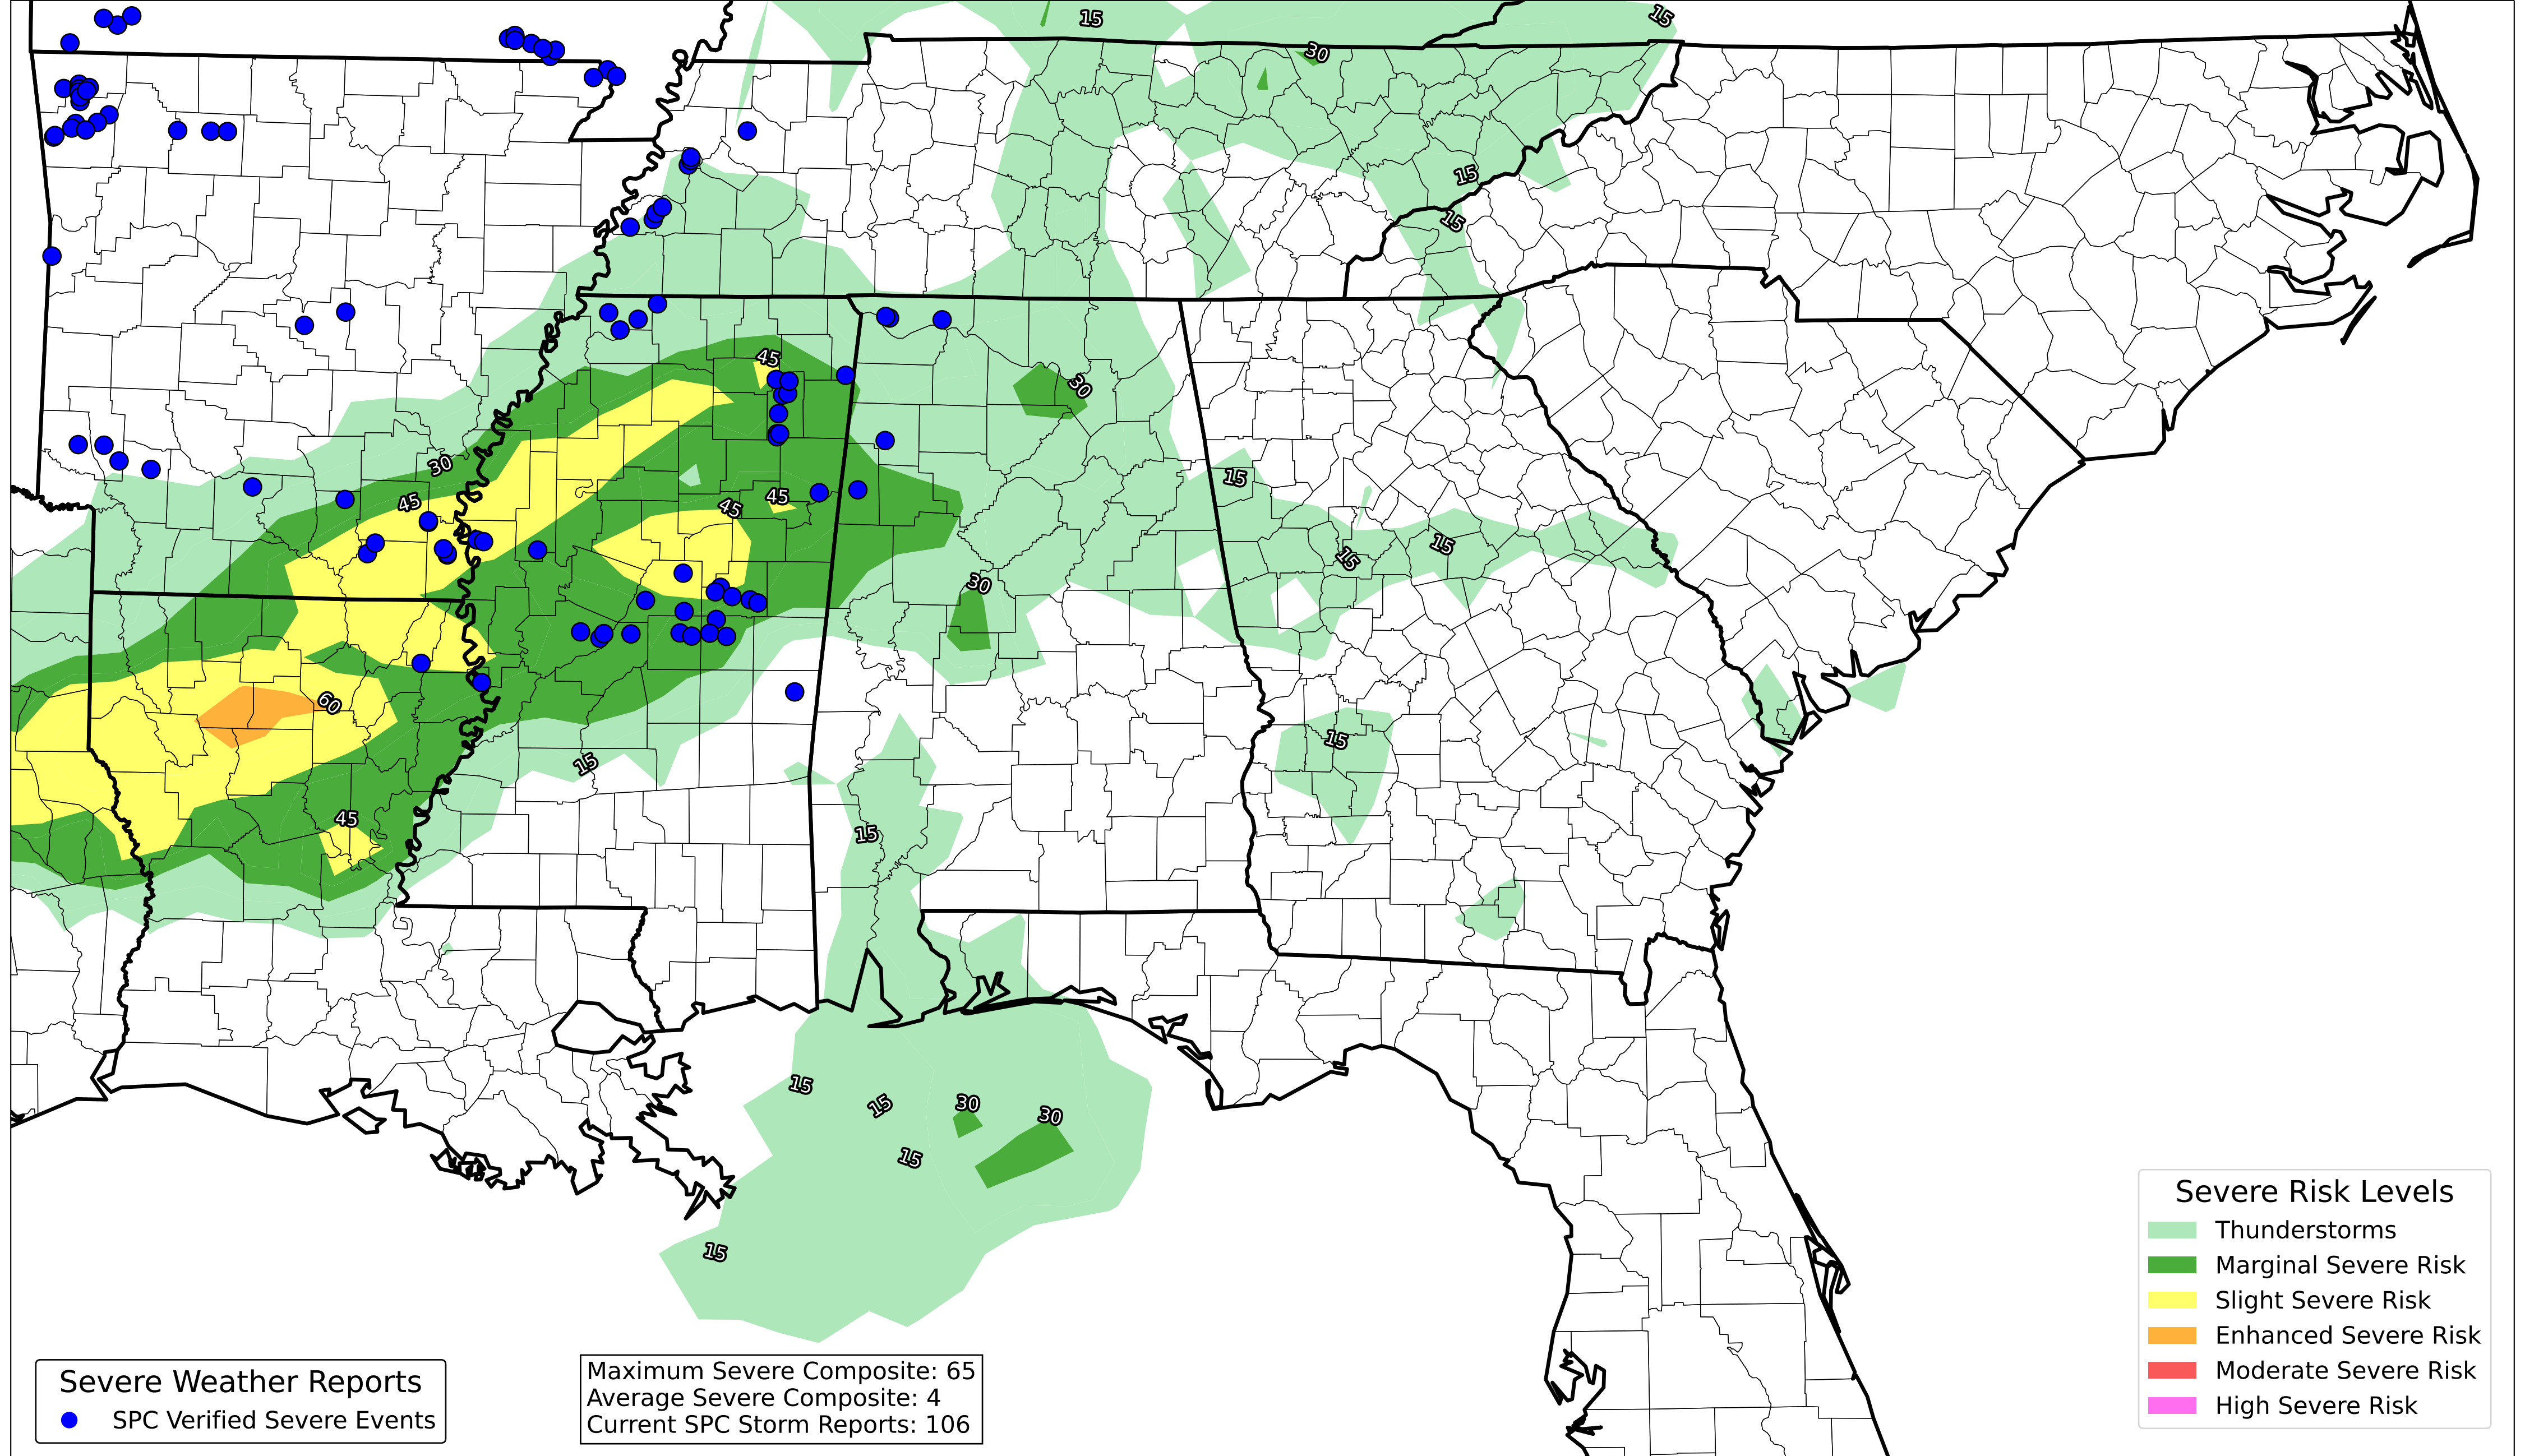 15
15
30
15
15
45
30
30
15
45
45
45
15
15
15
30
60
15
15
45
15
15
15
30
30
15
15
Severe Risk Levels
Thunderstorms
Marginal Severe Risk
Slight Severe Risk
Enhanced Severe Risk
Moderate Severe Risk
High Severe Risk
Severe Weather Reports
SPC Verified Severe Events
Maximum Severe Composite: 65
Average Severe Composite: 4
Current SPC Storm Reports: 106